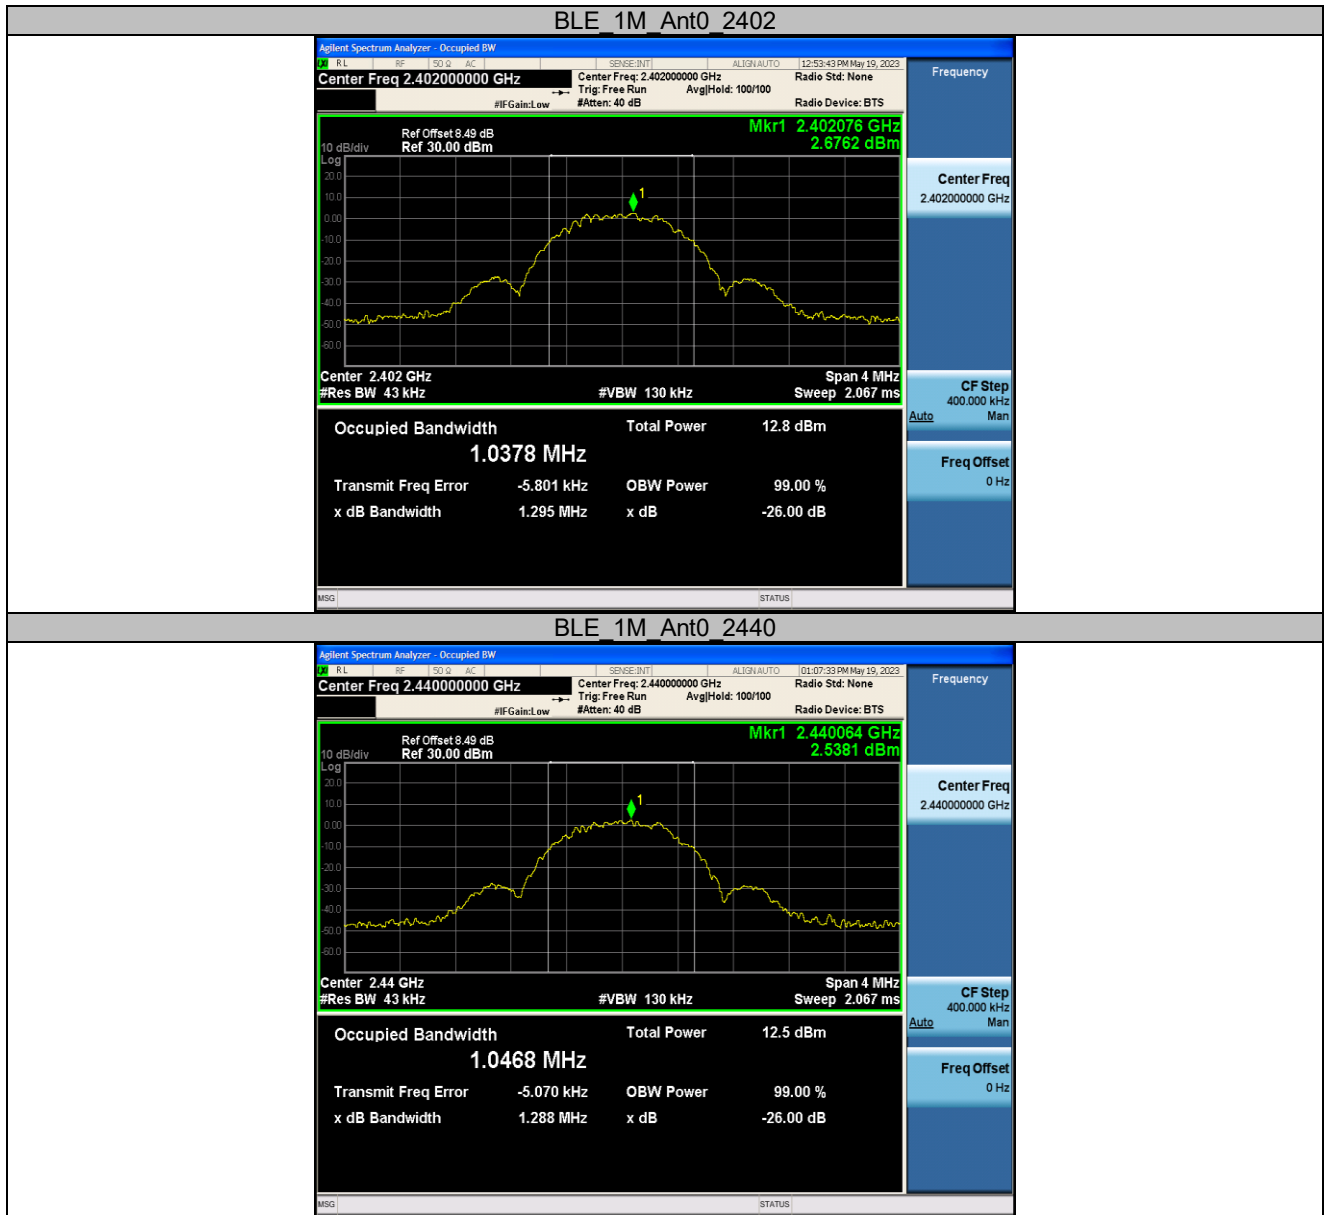 BLE_1M_Ant0_2402
Agilent Spectrum Analyzer - Occupied BW
LXI RL RF 50 Ω AC SENSE:INT ALIGN AUTO 12:53:43 PM May 19, 2023
Center Freq 2.402000000 GHz
Center Freq: 2.402000000 GHz Radio Std: None
Trig: Free Run Avg|Hold: 100/100
#IFGain:Low #Atten: 40 dB Radio Device: BTS
Frequency
Mkr1 2.402076 GHz
2.6762 dBm
Ref Offset 8.49 dB
10 dB/div Ref 30.00 dBm
Log
20.0
10.0
0.00
-10.0
-20.0
-30.0
-40.0
-50.0
-60.0
1
Center 2.402 GHz Span 4 MHz
#Res BW 43 kHz #VBW 130 kHz Sweep 2.067 ms
Center Freq
2.402000000 GHz
CF Step
400.000 kHz
Auto Man
Freq Offset
0 Hz
Occupied Bandwidth Total Power 12.8 dBm
1.0378 MHz
Transmit Freq Error -5.801 kHz OBW Power 99.00 %
x dB Bandwidth 1.295 MHz x dB -26.00 dB
MSG STATUS
BLE_1M_Ant0_2440
Agilent Spectrum Analyzer - Occupied BW
LXI RL RF 50 Ω AC SENSE:INT ALIGN AUTO 01:07:33 PM May 19, 2023
Center Freq 2.440000000 GHz
Center Freq: 2.440000000 GHz Radio Std: None
Trig: Free Run Avg|Hold: 100/100
#IFGain:Low #Atten: 40 dB Radio Device: BTS
Frequency
Mkr1 2.440064 GHz
2.5381 dBm
Ref Offset 8.49 dB
10 dB/div Ref 30.00 dBm
Log
20.0
10.0
0.00
-10.0
-20.0
-30.0
-40.0
-50.0
-60.0
1
Center 2.44 GHz Span 4 MHz
#Res BW 43 kHz #VBW 130 kHz Sweep 2.067 ms
Center Freq
2.440000000 GHz
CF Step
400.000 kHz
Auto Man
Freq Offset
0 Hz
Occupied Bandwidth Total Power 12.5 dBm
1.0468 MHz
Transmit Freq Error -5.070 kHz OBW Power 99.00 %
x dB Bandwidth 1.288 MHz x dB -26.00 dB
MSG STATUS